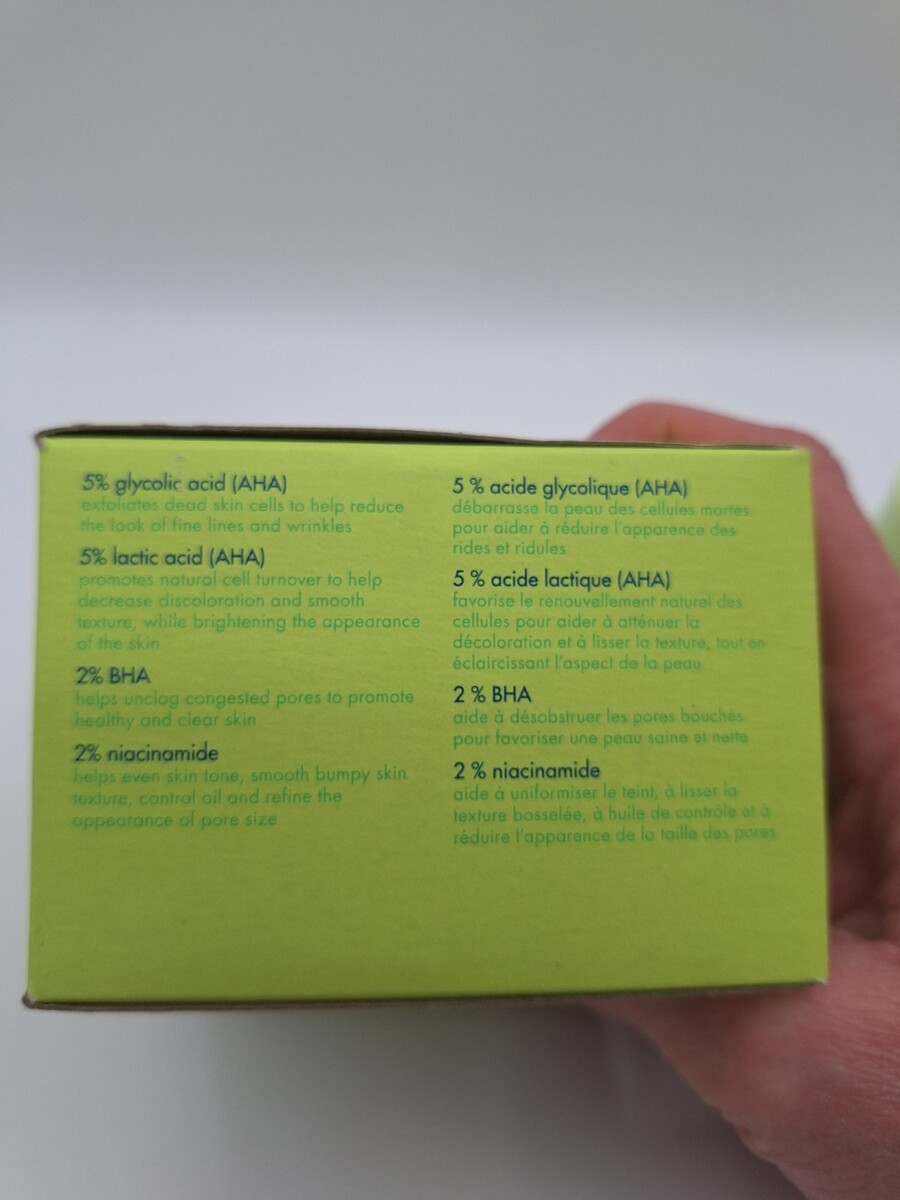 5% glycolic acid (AHA)
exfoliates dead skin cells to help reduce
the look of fine lines and wrinkles
5% lactic acid (AHA)
promotes natural cell turnover to help
decrease discoloration and smooth
texture, while brightening the appearance
of the skin
2% BHA
helps unclog congested pores to promote
healthy and clear skin
2% niacinamide
helps even skin tone, smooth bumpy skin
texture, control oil and refine the
appearance of pore size
5 % acide glycolique (AHA)
débarrasse la peau des cellules mortes
pour aider à réduire l'apparence des
rides et ridules
5 % acide lactique (AHA)
favorise le renouvellement naturel des
cellules pour aider à atténuer la
décoloration et à lisser la texture, tout en
éclaircissant l'aspect de la peau
2 % BHA
aide à désobstruer les pores bouchés
pour favoriser une peau saine et nette
2 % niacinamide
aide à uniformiser le teint, à lisser la
texture bosselée, à huile de contrôle et à
réduire l'apparence de la taille des pores